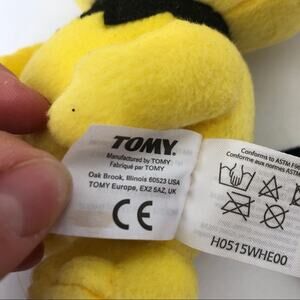 TOMY.
Manufactured by TOMY
Fabriqué par TOMY
Oak Brook, Illinois 60523 USA
TOMY Europe, EX2 5AZ, UK
CE
Conforms to ASTM
Conforme aux normes ASTM
H0515WHE00